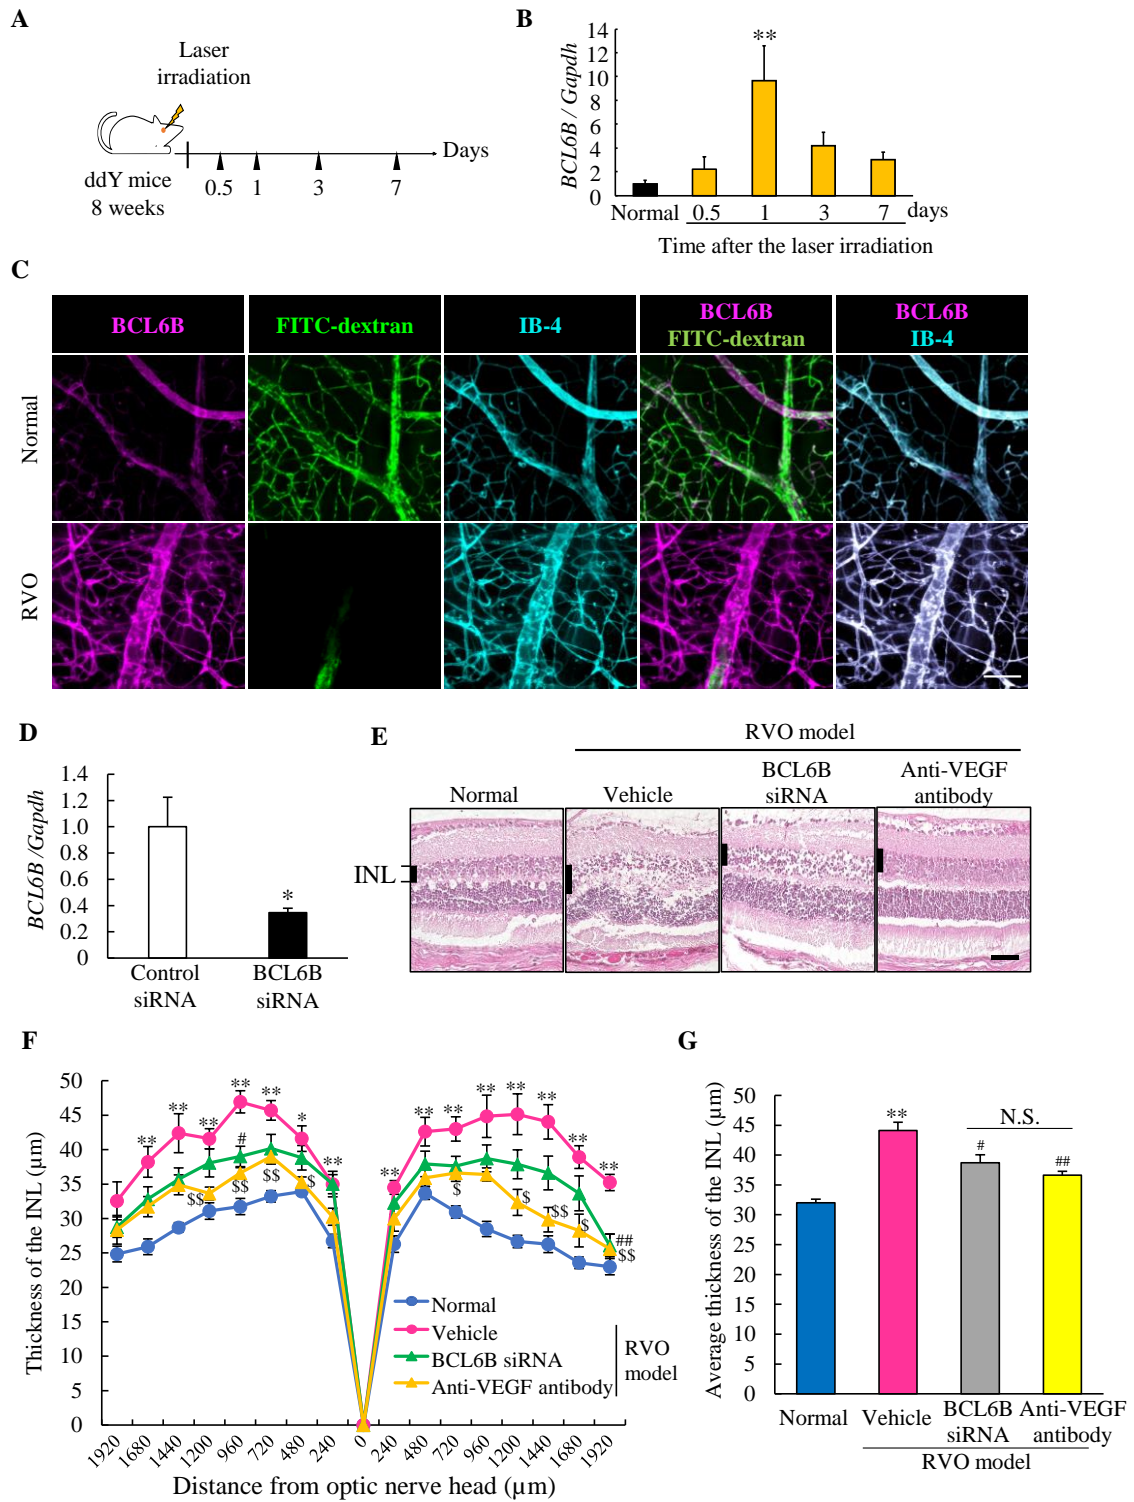 A
Laser
irradiation
Days
0.5 1 3 7
ddY mice
8 weeks
B
BCL6B / Gapdh
14
12
10
8
6
4
2
0
**
Normal 0.5 1 3 7 days
Time after the laser irradiation
C
BCL6B
FITC-dextran
IB-4
BCL6B
FITC-dextran
BCL6B
IB-4
Normal
RVO
D
BCL6B /Gapdh
1.4
1.2
1.0
0.8
0.6
0.4
0.2
0
*
Control
siRNA
BCL6B
siRNA
E
RVO model
Normal
Vehicle
BCL6B
siRNA
Anti-VEGF
antibody
INL
F
Thickness of the INL (µm)
50
45
40
35
30
25
20
15
10
5
0
** ** ** ** ** * **
#
$$ $$ $$ $
** ** ** ** ** ** ** **
$ $ $$ $
##
$$
Normal
Vehicle
BCL6B siRNA
Anti-VEGF antibody
RVO
model
1920 1680 1440 1200 960 720 480 240 0 240 480 720 960 1200 1440 1680 1920
Distance from optic nerve head (µm)
G
Average thickness of the INL (µm)
50
45
40
35
30
25
20
15
10
5
0
**
N.S.
#
##
Normal
Vehicle
BCL6B
siRNA
Anti-VEGF
antibody
RVO model